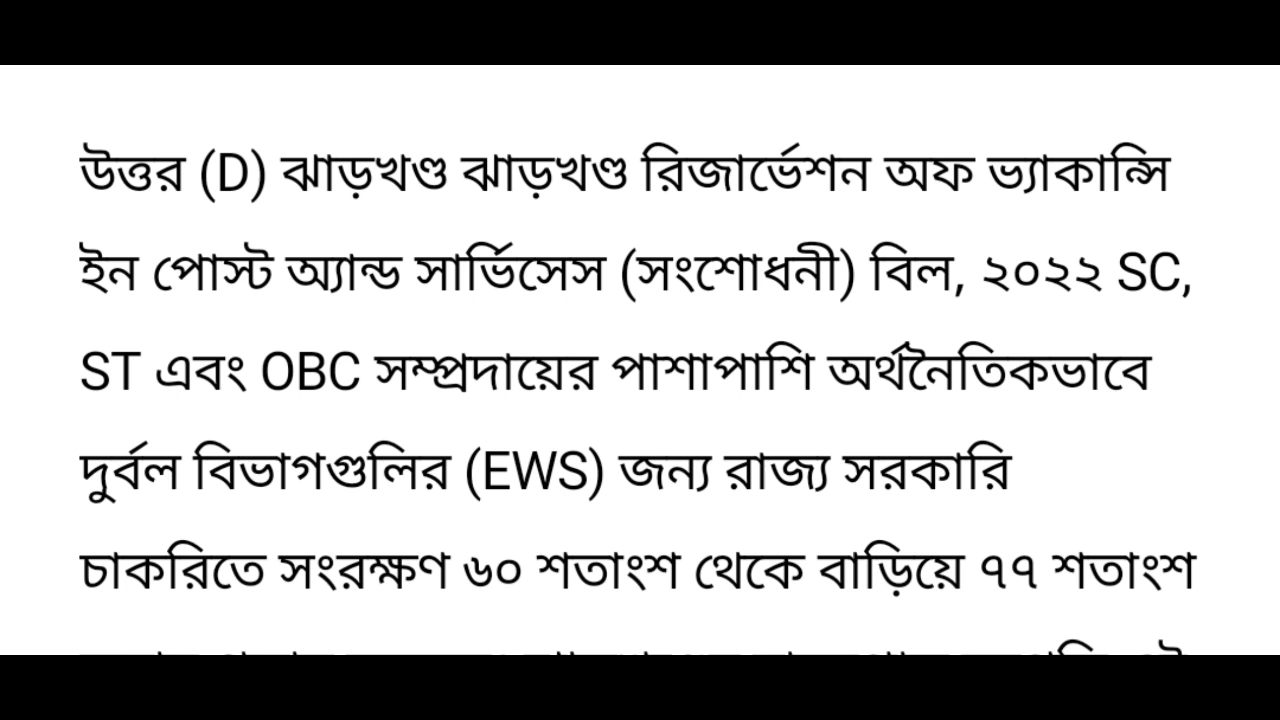 উত্তর (D) ঝাড়খণ্ড ঝাড়খণ্ড রিজার্ভেশন অফ ভ্যাকান্সি
ইন পোস্ট অ্যান্ড সার্ভিসেস (সংশোধনী) বিল, ২০২২ SC,
ST এবং OBC সম্প্রদায়ের পাশাপাশি অর্থনৈতিকভাবে
দুর্বল বিভাগগুলির (EWS) জন্য রাজ্য সরকারি
চাকরিতে সংরক্ষণ ৬০ শতাংশ থেকে বাড়িয়ে ৭৭ শতাংশ